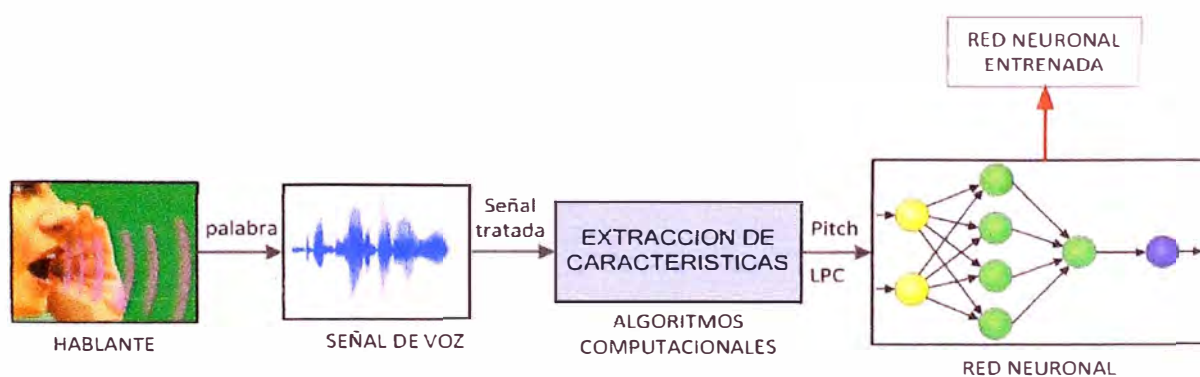 RED NEURONAL
ENTRENADA
palabra
Señal
tratada
EXTRACCION DE
CARACTERISTICAS
Pitch
LPC
HABLANTE
SEÑAL DE VOZ
ALGORITMOS
COMPUTACIONALES
RED NEURONAL